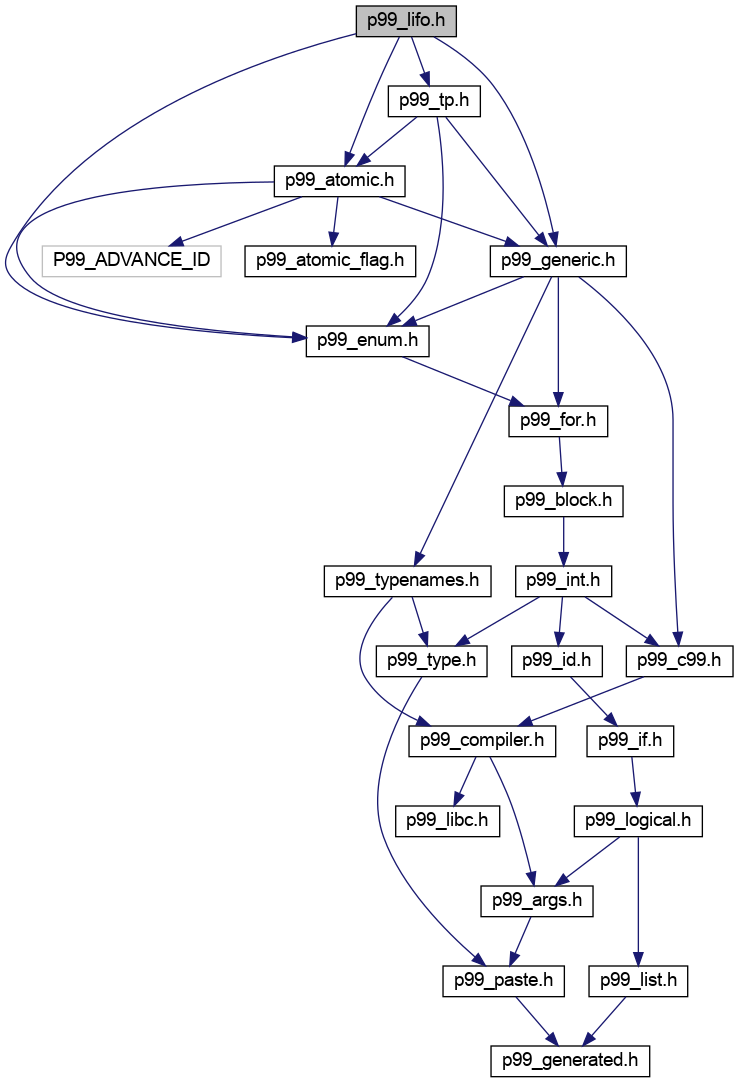 p99_lifo.h
p99_tp.h
p99_atomic.h
P99_ADVANCE_ID
p99_atomic_flag.h
p99_generic.h
p99_enum.h
p99_for.h
p99_block.h
p99_typenames.h
p99_int.h
p99_type.h
p99_id.h
p99_c99.h
p99_compiler.h
p99_if.h
p99_libc.h
p99_logical.h
p99_args.h
p99_paste.h
p99_list.h
p99_generated.h